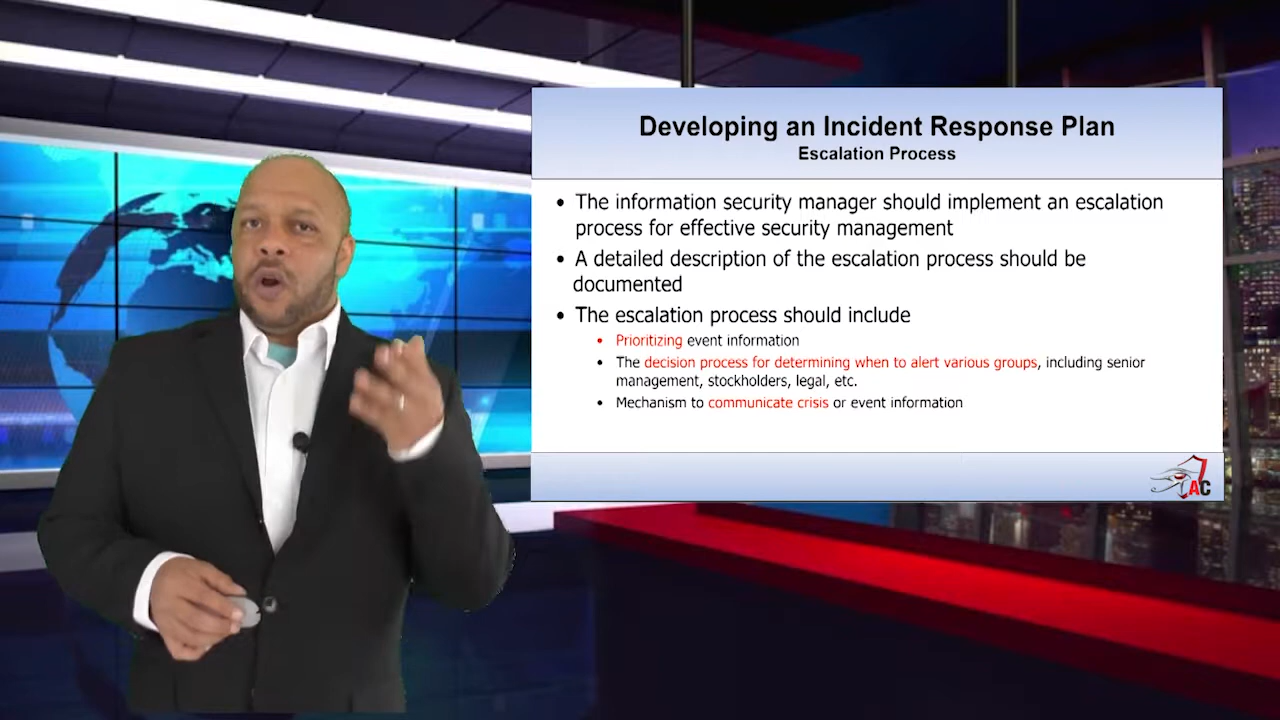 Developing an Incident Response Plan
Escalation Process
• The information security manager should implement an escalation
process for effective security management
• A detailed description of the escalation process should be
documented
• The escalation process should include
• Prioritizing event information
• The decision process for determining when to alert various groups, including senior
management, stockholders, legal, etc.
• Mechanism to communicate crisis or event information
AC